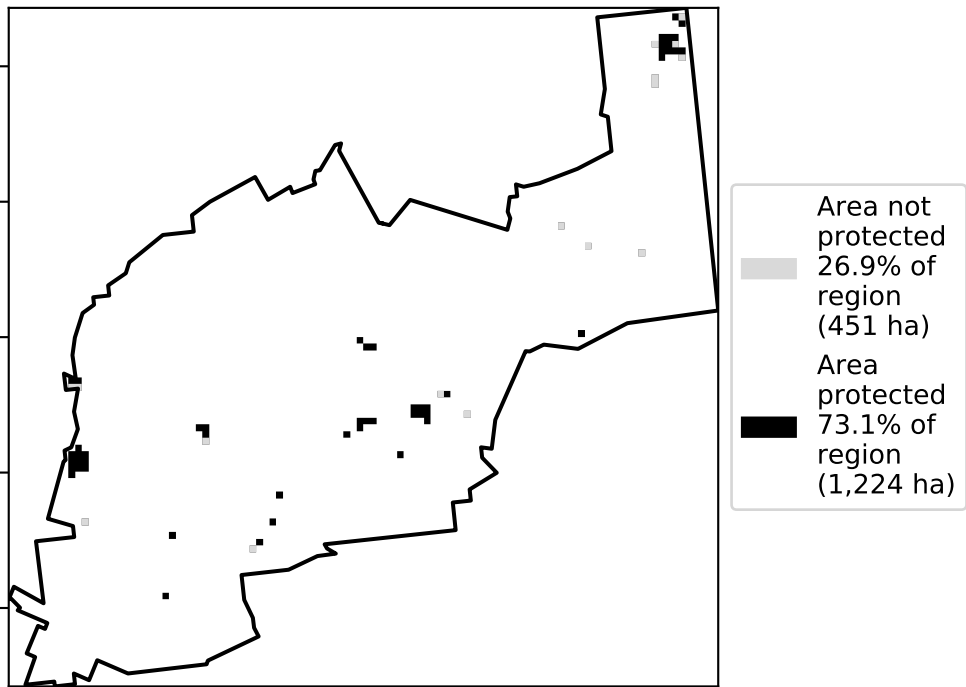 Area not
protected
26.9% of
region
(451 ha)
Area
protected
73.1% of
region
(1,224 ha)